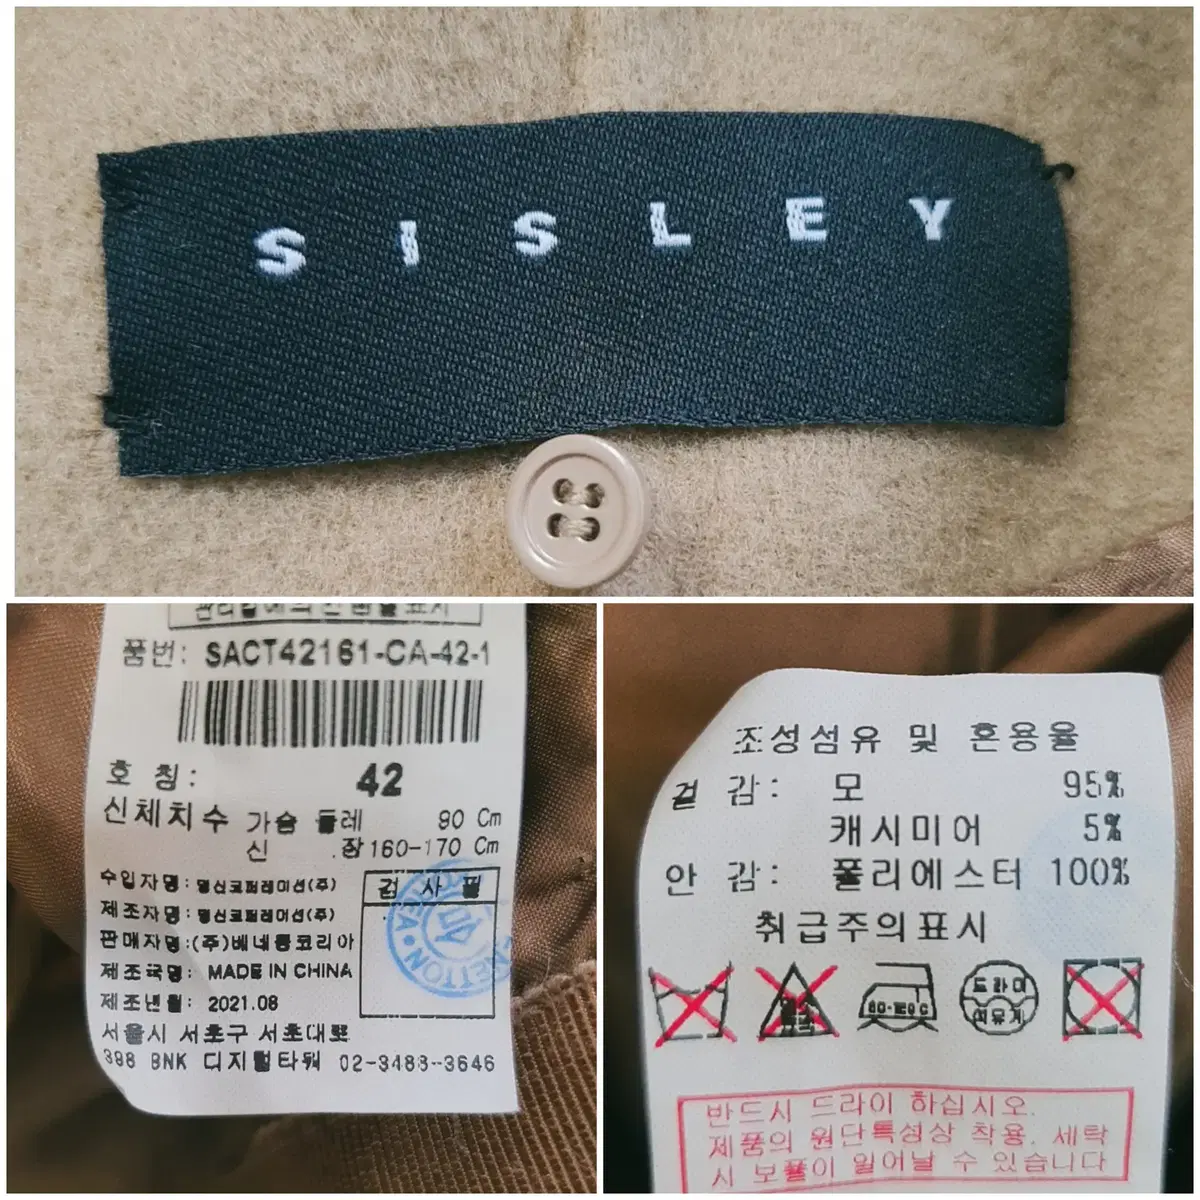 SISLEY
품번: SACT42161-CA-42-1
호 칭: 42
신체치수 가슴 둘레 90 Cm
신 장 160-170 Cm
수입자명: 명신코퍼레이션(주)
제조자명: 명신코퍼레이션(주)
판매자명: (주)베네통코리아
제조국명: MADE IN CHINA
제조년월: 2021.08
서울시 서초구 서초대로
398 BNK 디지털타워 02-3483-3646
검 사 필
조성섬유 및 혼용율
겉 감: 모 95%
캐시미어 5%
안 감: 폴리에스터 100%
취급주의표시
드라이
석유계
반드시 드라이 하십시오.
제품의 원단특성상 착용, 세탁
시 보풀이 일어날 수 있습니다